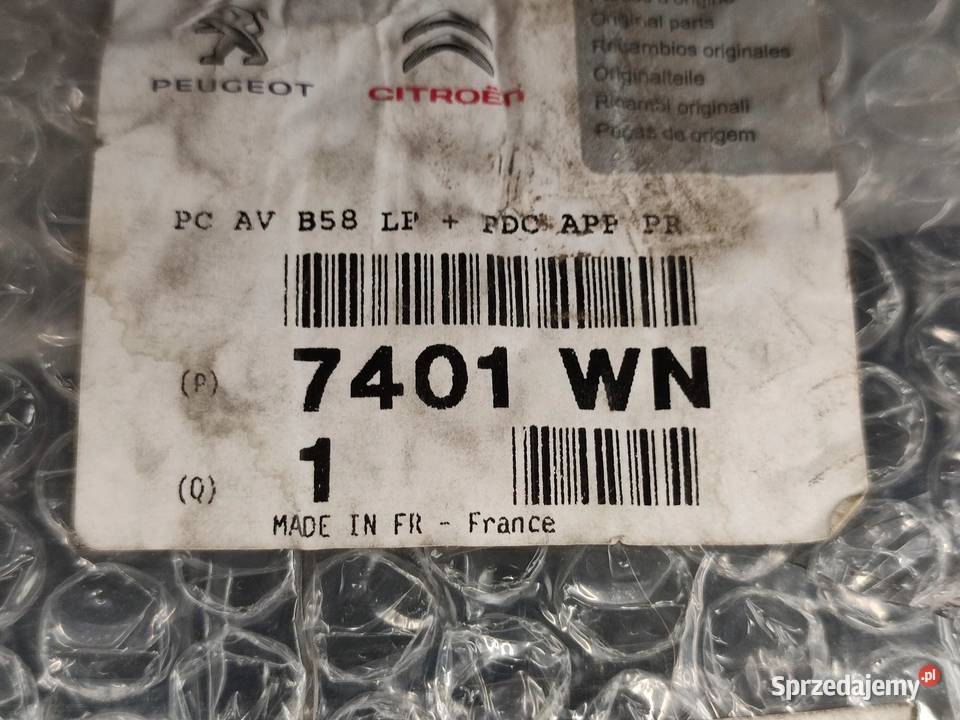 PEUGEOT
CITROËN
Original parts
Ricambios originales
Originalteile
Ricambi originali
Peças de origem
PC AV B58 LP + PDC APP PR
(P) 7401 WN
(Q) 1
MADE IN FR - France
Sprzedajemy.pl